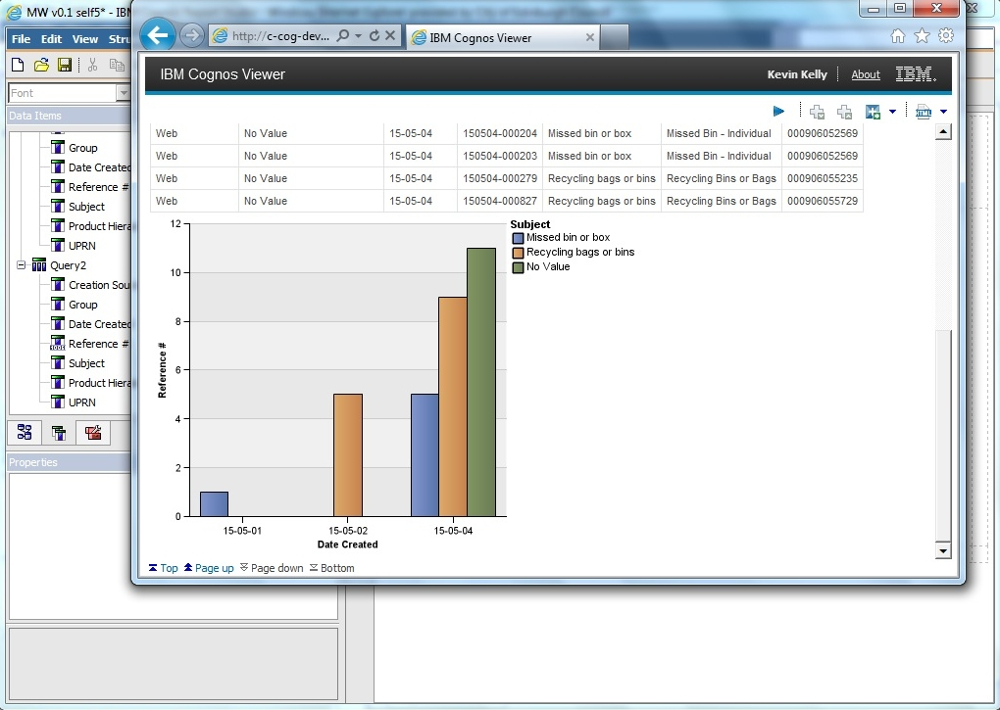 MW v0.1 self5* - IB
File Edit View Stru
Font
Data Items
Group
Date Created
Reference #
Subject
Product Hiera
UPRN
Query2
Creation Sou
Group
Date Created
Reference #
Subject
Product Hiera
UPRN
Properties
http://c-cog-dev...
IBM Cognos Viewer
IBM Cognos Viewer
Kevin Kelly About IBM.
HTML
Web No Value 15-05-04 150504-000204 Missed bin or box Missed Bin - Individual 000906052569
Web No Value 15-05-04 150504-000203 Missed bin or box Missed Bin - Individual 000906052569
Web No Value 15-05-04 150504-000279 Recycling bags or bins Recycling Bins or Bags 000906055235
Web No Value 15-05-04 150504-000827 Recycling bags or bins Recycling Bins or Bags 000906055729
Subject
Missed bin or box
Recycling bags or bins
No Value
Reference #
12
10
8
6
4
2
0
15-05-01 15-05-02 15-05-04
Date Created
Top Page up Page down Bottom